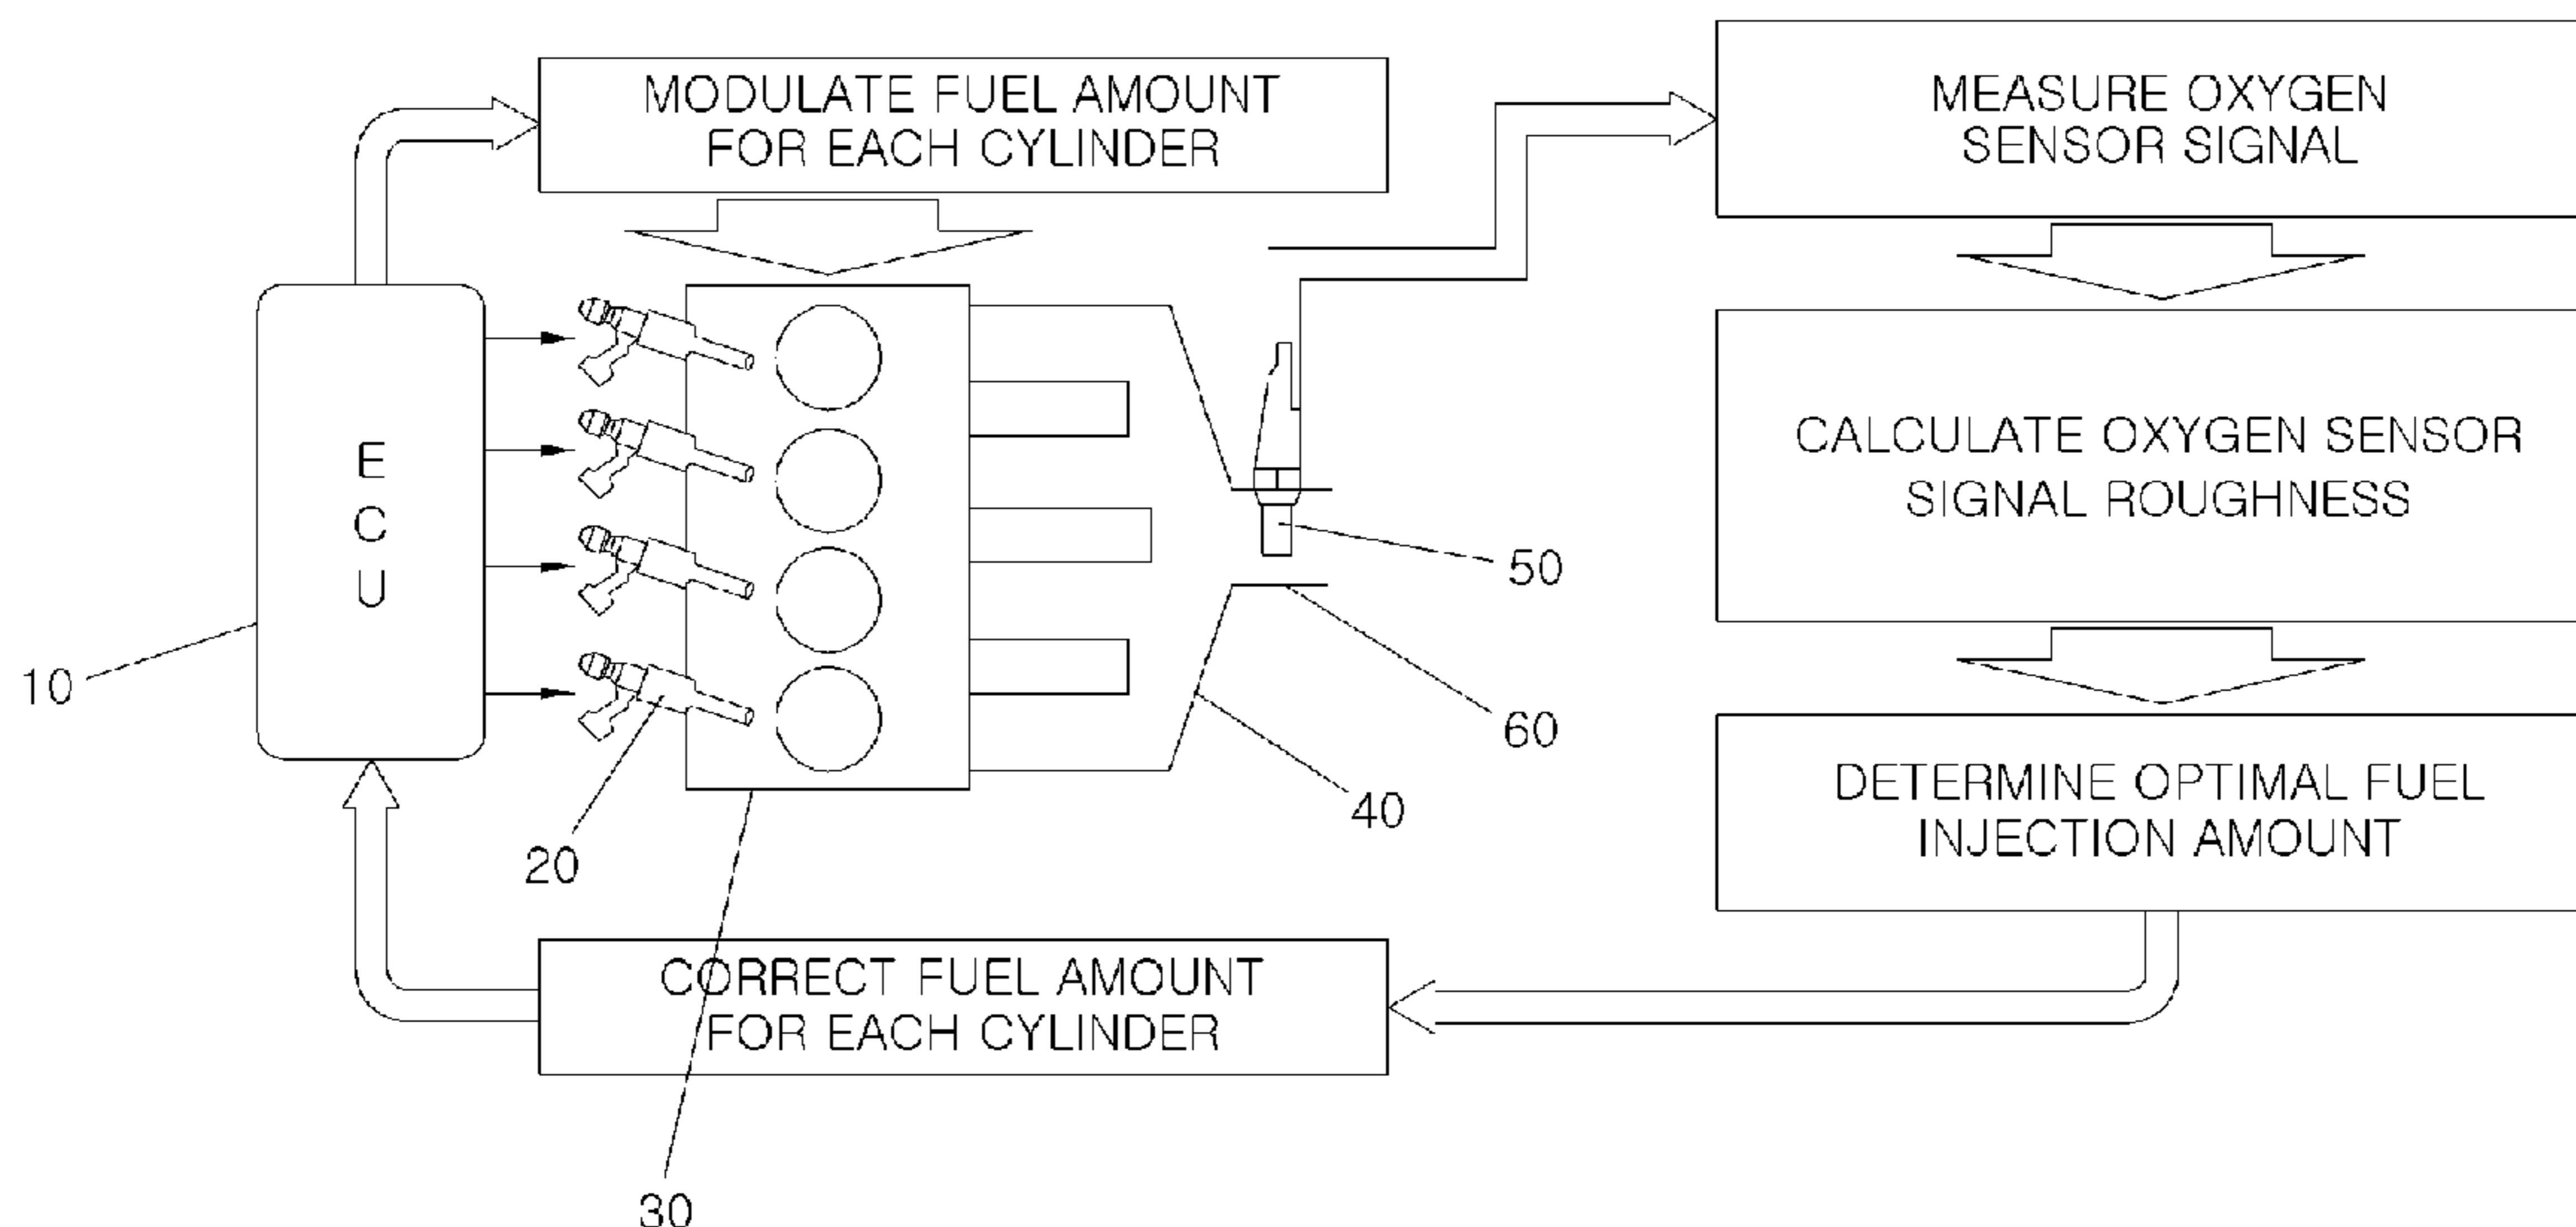 MODULATE FUEL AMOUNT
FOR EACH CYLINDER
MEASURE OXYGEN
SENSOR SIGNAL
E
C
U
CALCULATE OXYGEN SENSOR
SIGNAL ROUGHNESS
50
10
60
40
DETERMINE OPTIMAL FUEL
INJECTION AMOUNT
20
CORRECT FUEL AMOUNT
FOR EACH CYLINDER
30